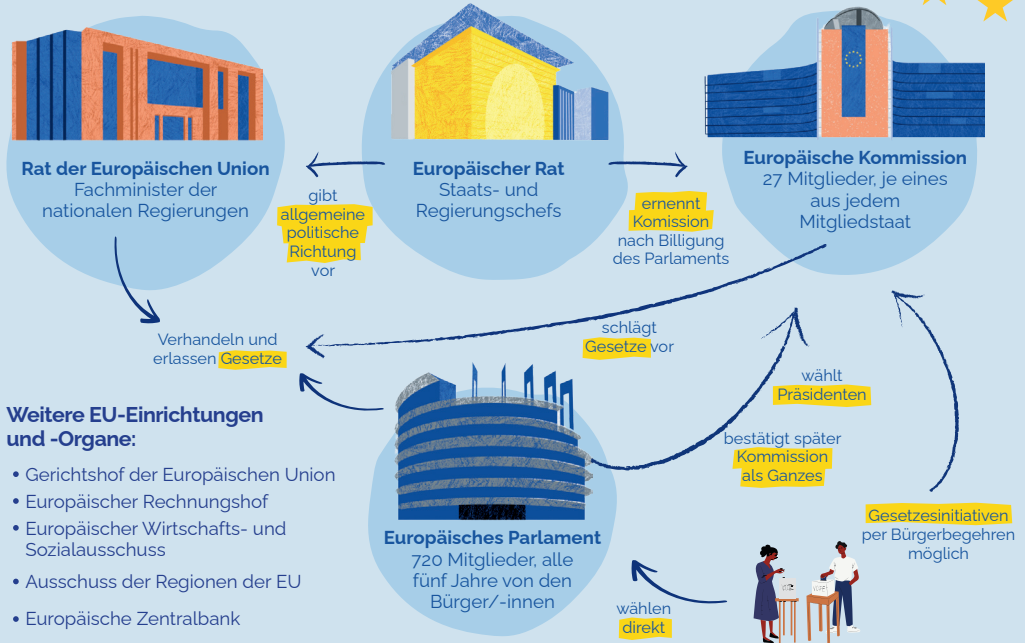 Rat der Europäischen Union
Fachminister der
nationalen Regierungen
gibt
allgemeine
politische
Richtung
vor
Europäischer Rat
Staats- und
Regierungschefs
ernennt
Komission
nach Billigung
des Parlaments
Europäische Kommission
27 Mitglieder, je eines
aus jedem
Mitgliedstaat
Verhandeln und
erlassen Gesetze
schlägt
Gesetze vor
wählt
Präsidenten
bestätigt später
Kommission
als Ganzes
Gesetzesinitiativen
per Bürgerbegehren
möglich
Weitere EU-Einrichtungen
und -Organe:
• Gerichtshof der Europäischen Union
• Europäischer Rechnungshof
• Europäischer Wirtschafts- und
Sozialausschuss
• Ausschuss der Regionen der EU
• Europäische Zentralbank
Europäisches Parlament
720 Mitglieder, alle
fünf Jahre von den
Bürger/-innen
wählen
direkt